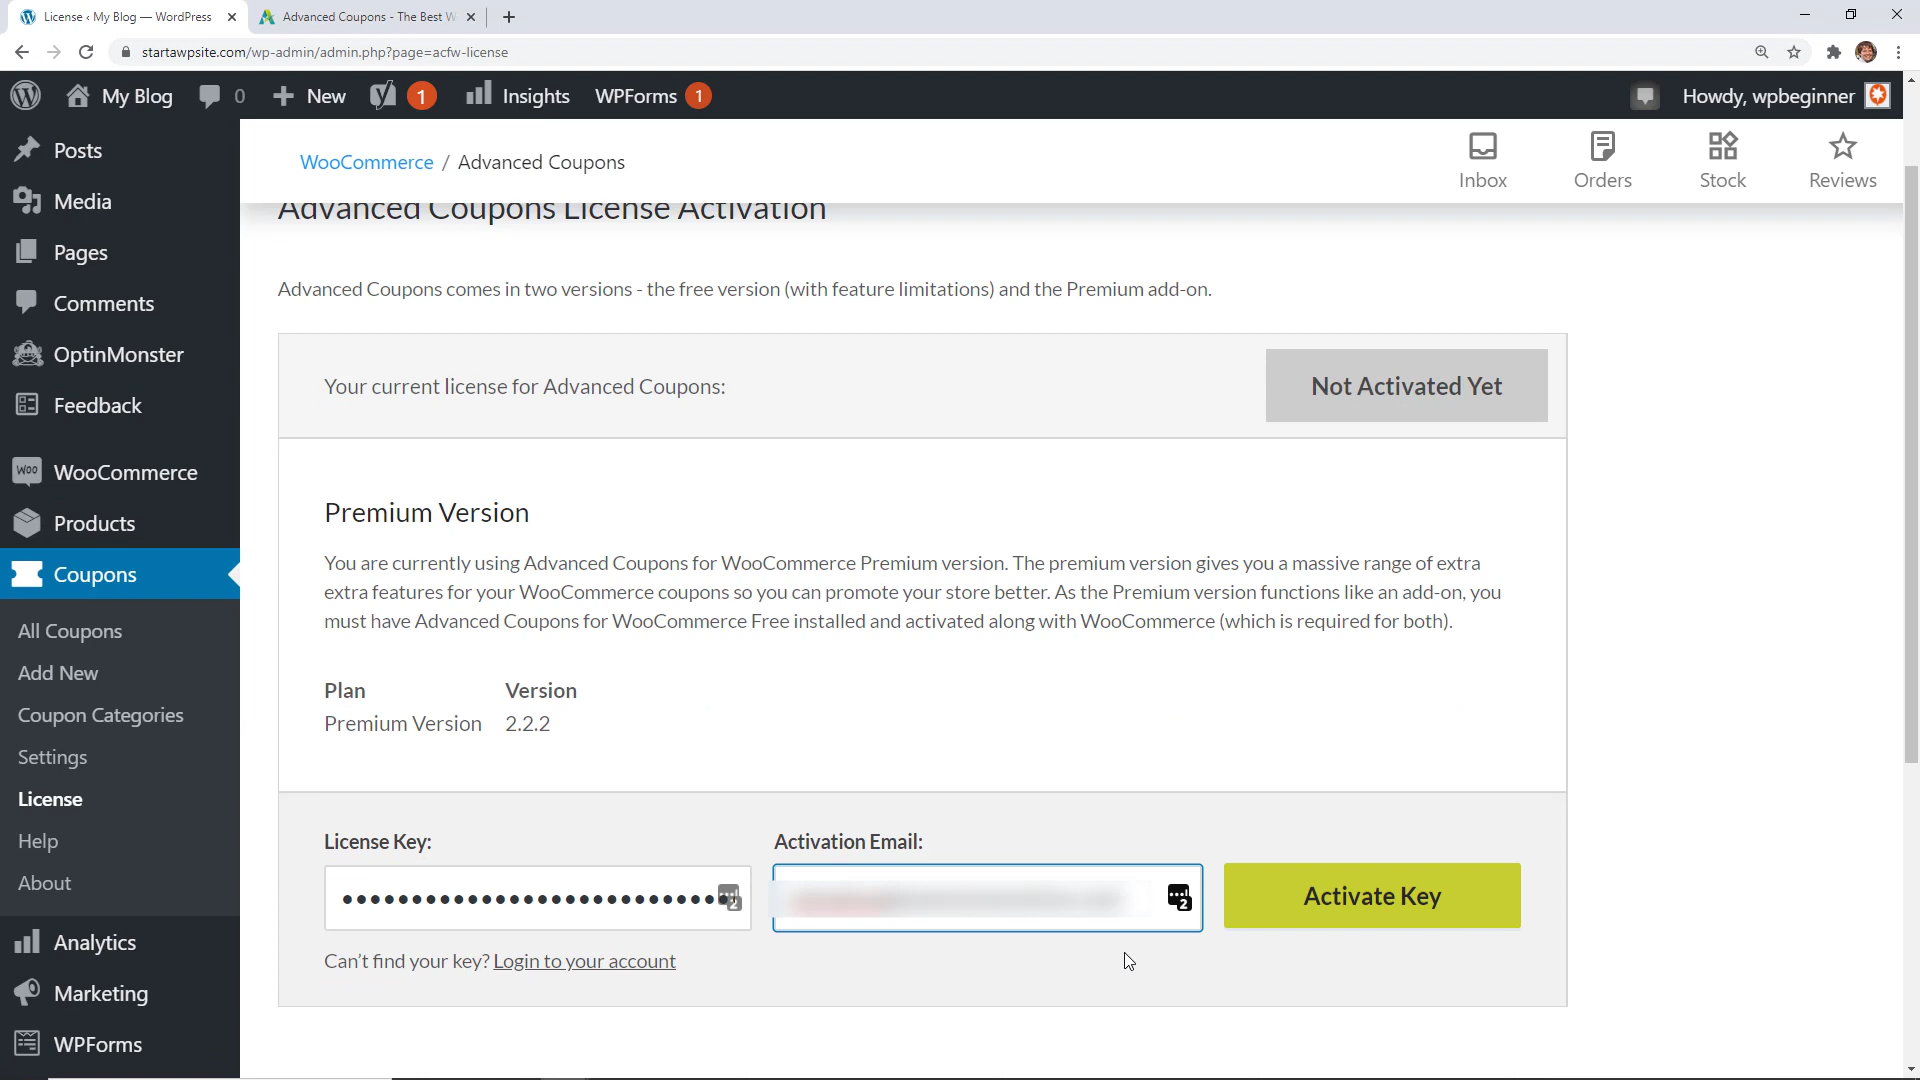 License ‹ My Blog — WordPress
Advanced Coupons - The Best W
startawpsite.com/wp-admin/admin.php?page=acfw-license
My Blog
0
New
1
Insights
WPForms
1
Howdy, wpbeginner
Posts
Media
Pages
Comments
OptinMonster
Feedback
Woo
WooCommerce
Products
Coupons
All Coupons
Add New
Coupon Categories
Settings
License
Help
About
Analytics
Marketing
WPForms
WooCommerce / Advanced Coupons
Inbox
Orders
Stock
Reviews
Advanced Coupons License Activation
Advanced Coupons comes in two versions - the free version (with feature limitations) and the Premium add-on.
Your current license for Advanced Coupons:
Not Activated Yet
Premium Version
You are currently using Advanced Coupons for WooCommerce Premium version. The premium version gives you a massive range of extra
extra features for your WooCommerce coupons so you can promote your store better. As the Premium version functions like an add-on, you
must have Advanced Coupons for WooCommerce Free installed and activated along with WooCommerce (which is required for both).
Plan Version
Premium Version 2.2.2
License Key:
Activation Email:
2
2
Activate Key
Can't find your key? Login to your account